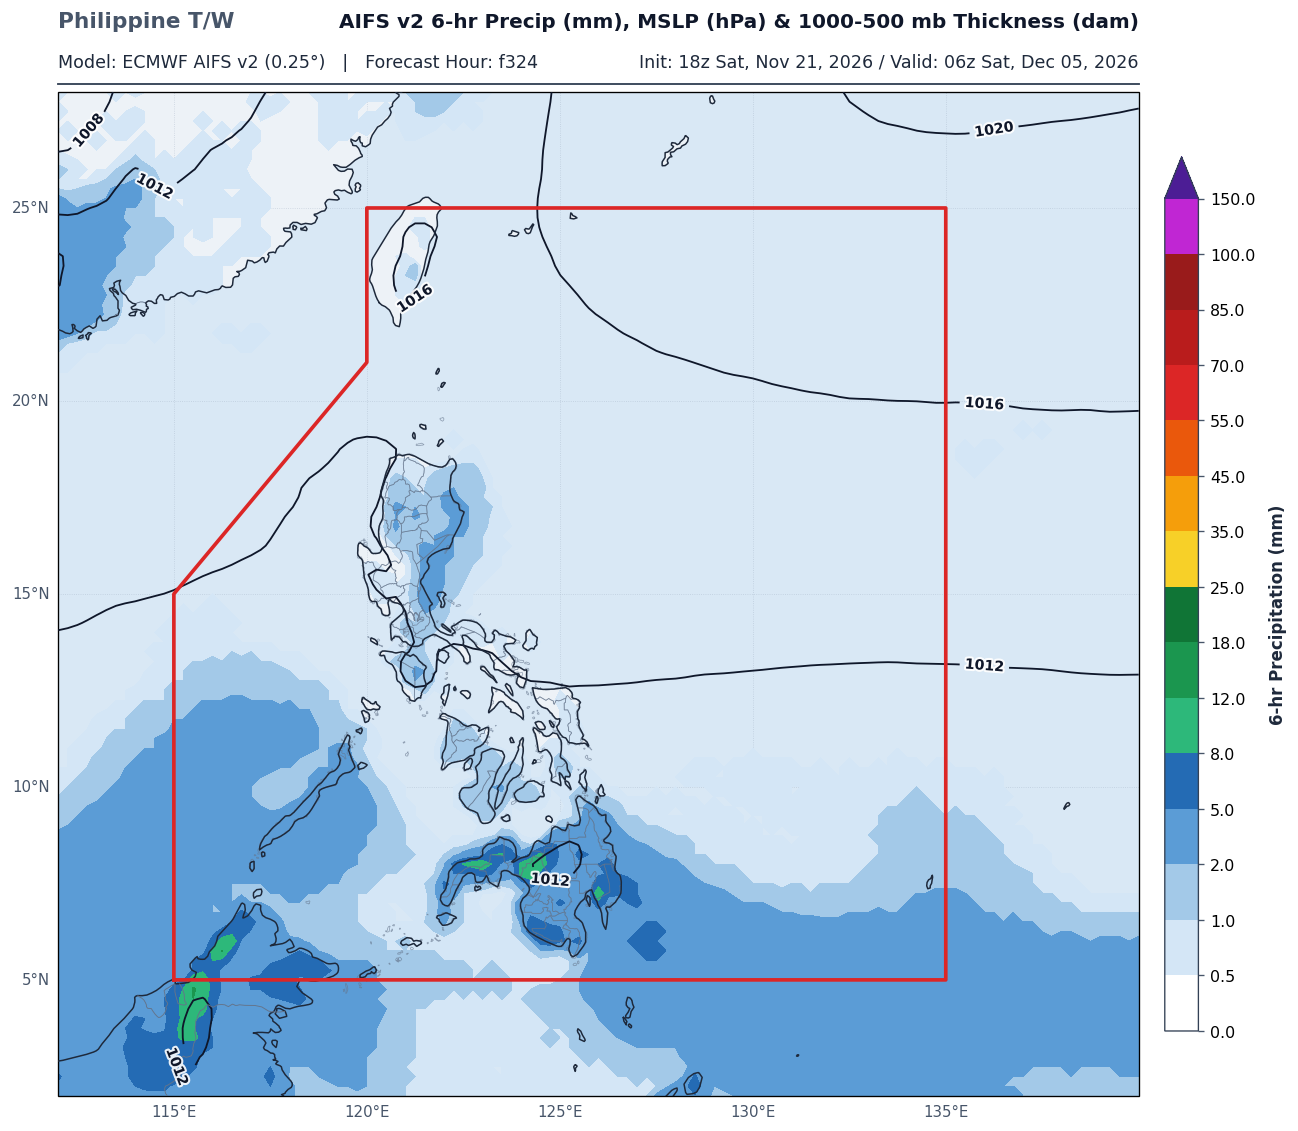 Philippine T/W
AIFS v2 6-hr Precip (mm), MSLP (hPa) & 1000-500 mb Thickness (dam)
Model: ECMWF AIFS v2 (0.25°) | Forecast Hour: f324
Init: 18z Sat, Nov 21, 2026 / Valid: 06z Sat, Dec 05, 2026
1008
1012
1020
1016
1016
1012
1012
1012
25°N
20°N
15°N
10°N
5°N
115°E
120°E
125°E
130°E
135°E
150.0
100.0
85.0
70.0
55.0
45.0
35.0
25.0
18.0
12.0
8.0
5.0
2.0
1.0
0.5
0.0
6-hr Precipitation (mm)